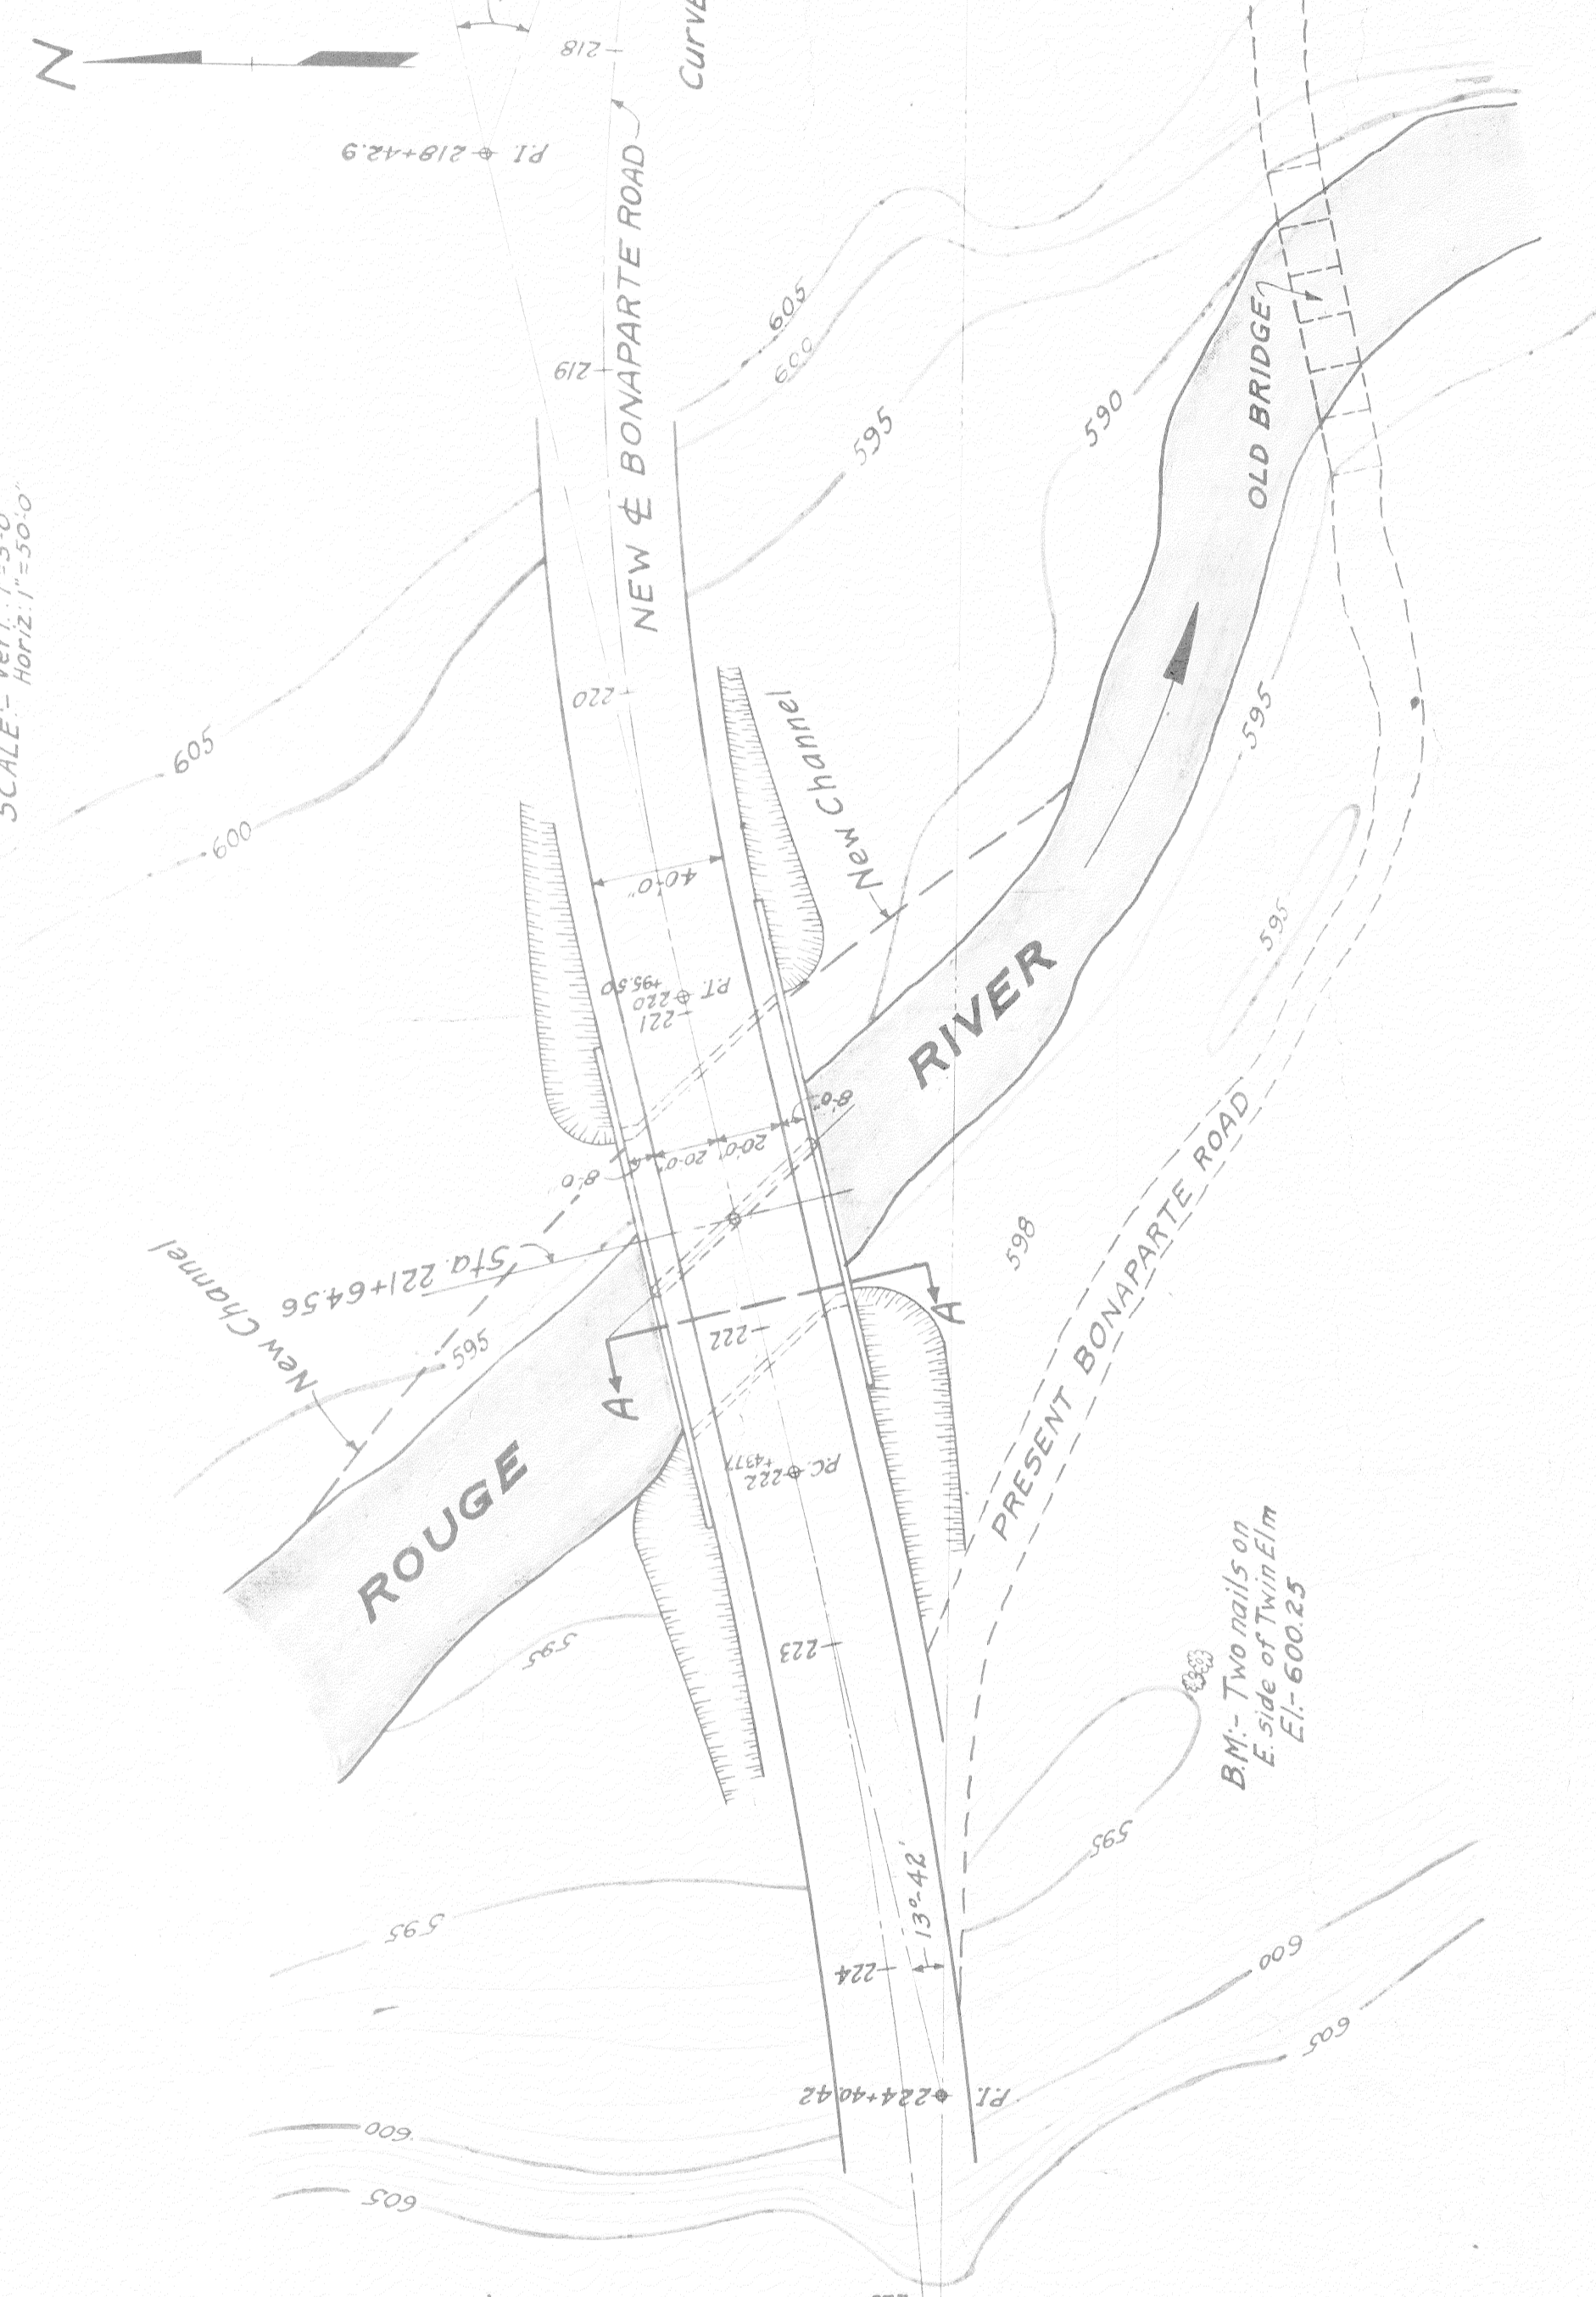 N
SCALE:- Vert.: 1"=5'-0"
Horiz.: 1"=50'-0"
218
Curve
P.I. 218+42.9
NEW ℄ BONAPARTE ROAD
219
605
600
595
590
OLD BRIDGE
220
605
600
New Channel
40'-0"
P.T. 220
+95.50
221
595
595
RIVER
8'-0"
20'-0"
20'-0"
8'-0"
Sta. 221+64.56
New Channel
595
598
A
A
222
PRESENT BONAPARTE ROAD
P.C. 222
+43.77
ROUGE
595
223
B.M.:- Two nails on
E. side of Twin Elm
El.- 600.25
595
13°-42'
595
224
600
605
P.I. 224+40.42
600
605